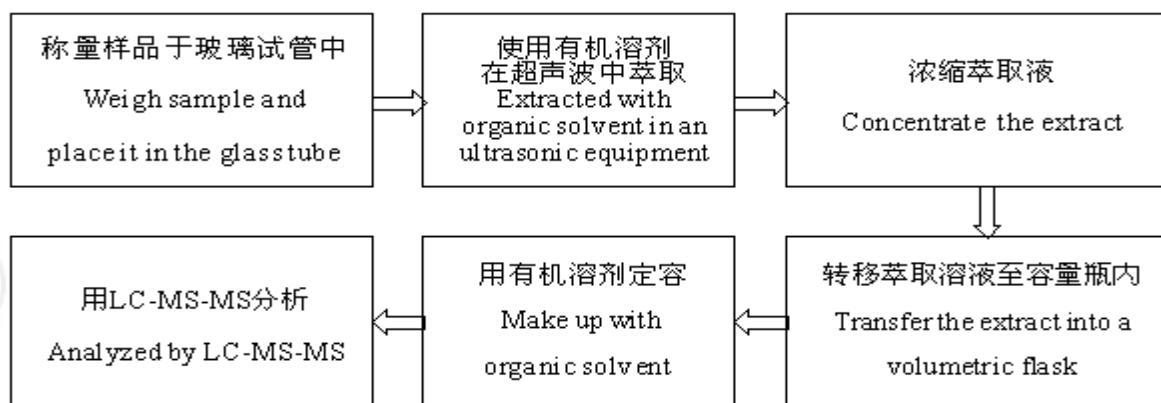 称量样品于玻璃试管中
Weigh sample and
place it in the glass tube
使用有机溶剂
在超声波中萃取
Extracted with
organic solvent in an
ultrasonic equipment
浓缩萃取液
Concentrate the extract
转移萃取溶液至容量瓶内
Transfer the extract into a
volumetric flask
用有机溶剂定容
Make up with
organic solvent
用LC-MS-MS分析
Analyzed by LC-MS-MS